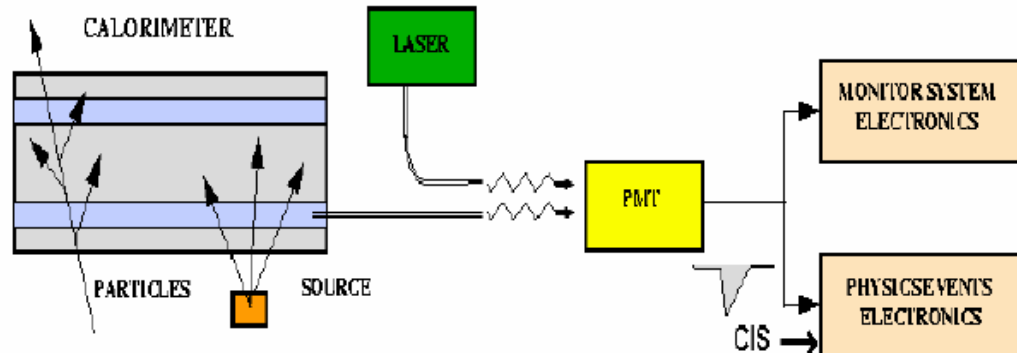 CALORIMETER
LASER
MONITOR SYSTEM
ELECTRONICS
PMT
PARTICLES
SOURCE
PHYSICSEVENTS
ELECTRONICS
CIS